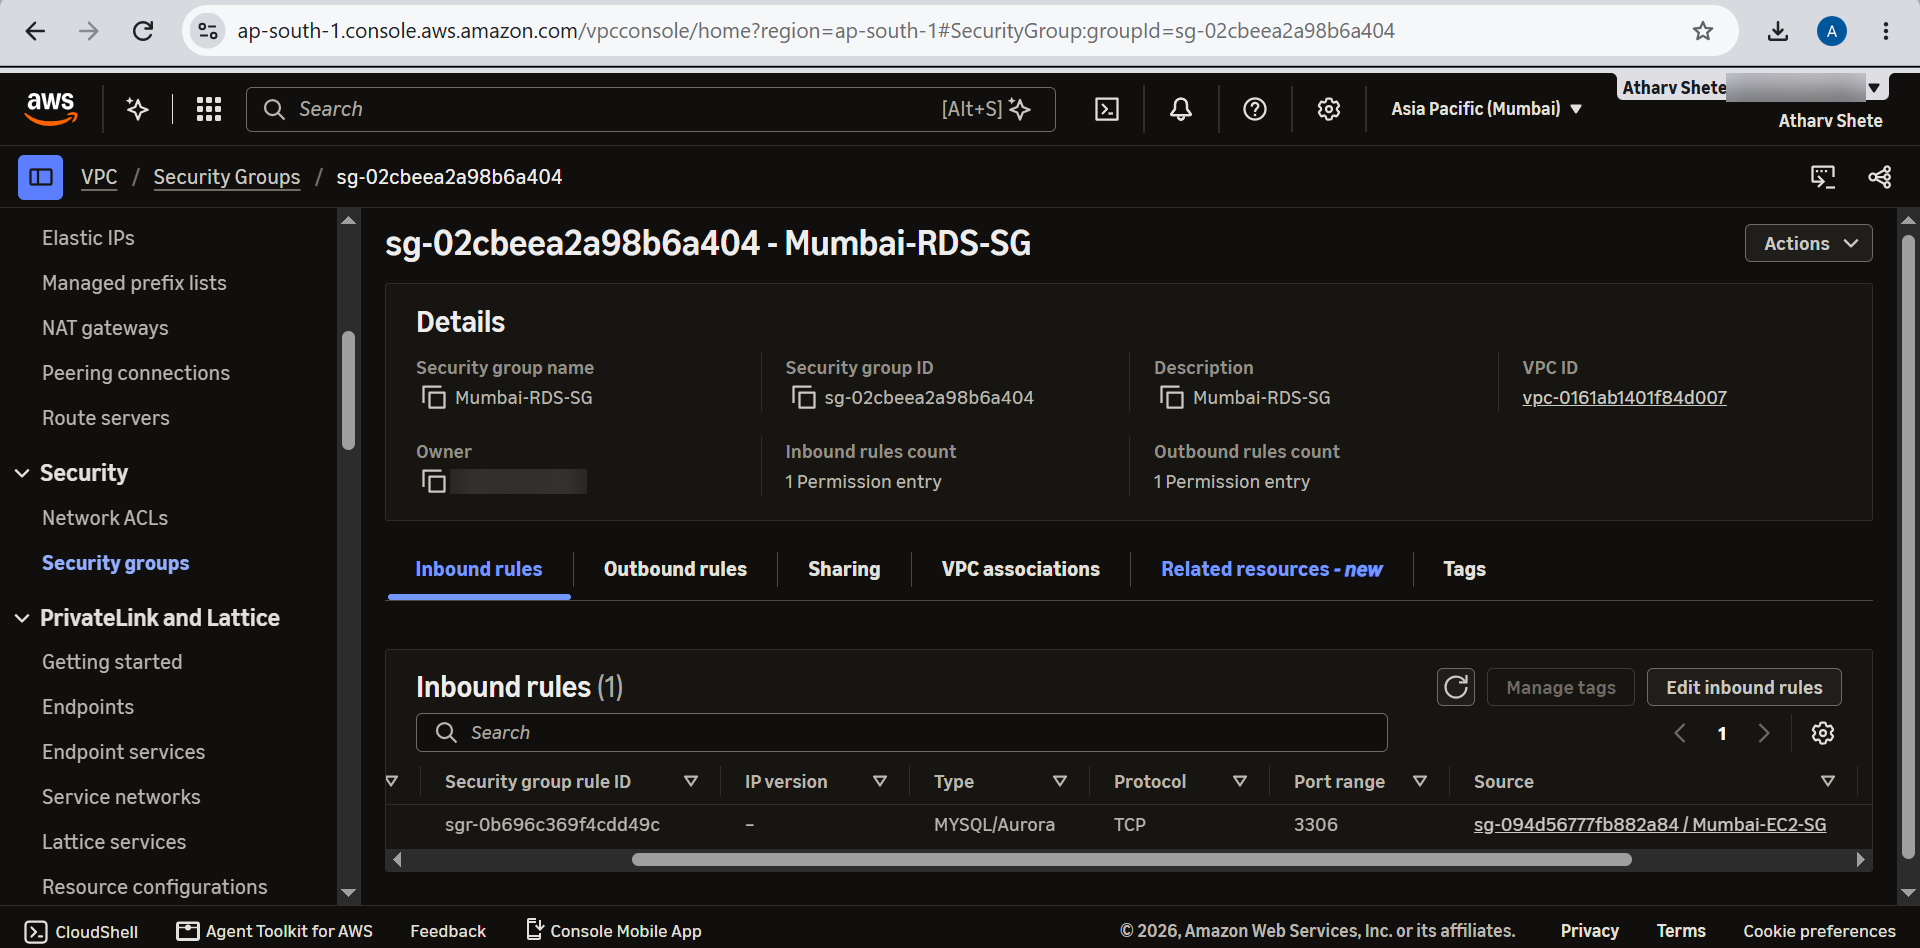 ap-south-1.console.aws.amazon.com/vpcconsole/home?region=ap-south-1#SecurityGroup:groupId=sg-02cbeea2a98b6a404
A
aws
Search
[Alt+S]
Asia Pacific (Mumbai)
Atharv Shete
Atharv Shete
VPC / Security Groups / sg-02cbeea2a98b6a404
Elastic IPs
Managed prefix lists
NAT gateways
Peering connections
Route servers
Security
Network ACLs
Security groups
PrivateLink and Lattice
Getting started
Endpoints
Endpoint services
Service networks
Lattice services
Resource configurations
sg-02cbeea2a98b6a404 - Mumbai-RDS-SG
Actions
Details
Security group name
Mumbai-RDS-SG
Security group ID
sg-02cbeea2a98b6a404
Description
Mumbai-RDS-SG
VPC ID
vpc-0161ab1401f84d007
Owner
Inbound rules count
1 Permission entry
Outbound rules count
1 Permission entry
Inbound rules
Outbound rules
Sharing
VPC associations
Related resources - new
Tags
Inbound rules (1)
Manage tags
Edit inbound rules
Search
1
Security group rule ID
IP version
Type
Protocol
Port range
Source
sgr-0b696c369f4cdd49c
–
MYSQL/Aurora
TCP
3306
sg-094d56777fb882a84 / Mumbai-EC2-SG
CloudShell
Agent Toolkit for AWS
Feedback
Console Mobile App
© 2026, Amazon Web Services, Inc. or its affiliates.
Privacy
Terms
Cookie preferences